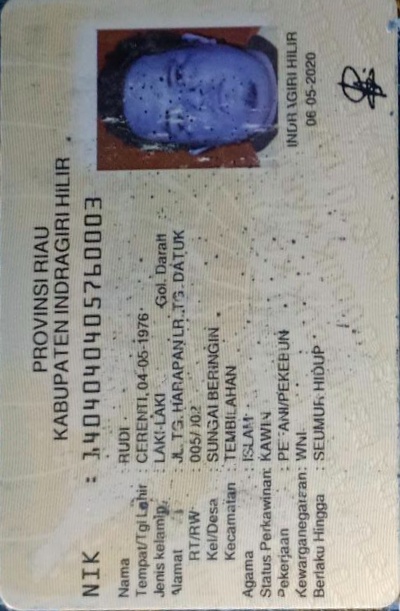 PROVINSI RIAU
KABUPATEN INDRAGIRI HILIR
NIK : 1404040405760003
Nama : RUDI
Tempat/Tgl Lahir : CERENTI, 04-05-1976
Jenis kelamin : LAKI-LAKI Gol. Darah
Alamat JL. TG. HARAPAN LR. TG. DATUK
RT/RW : 005/002
Kel/Desa : SUNGAI BERINGIN
Kecamatan : TEMBILAHAN
Agama : ISLAM
Status Perkawinan: KAWIN
Pekerjaan : PETANI/PEKEBUN
Kewarganegaraan: WNI
Berlaku Hingga : SEUMUR HIDUP
INDRAGIRI HILIR
06-05-2020